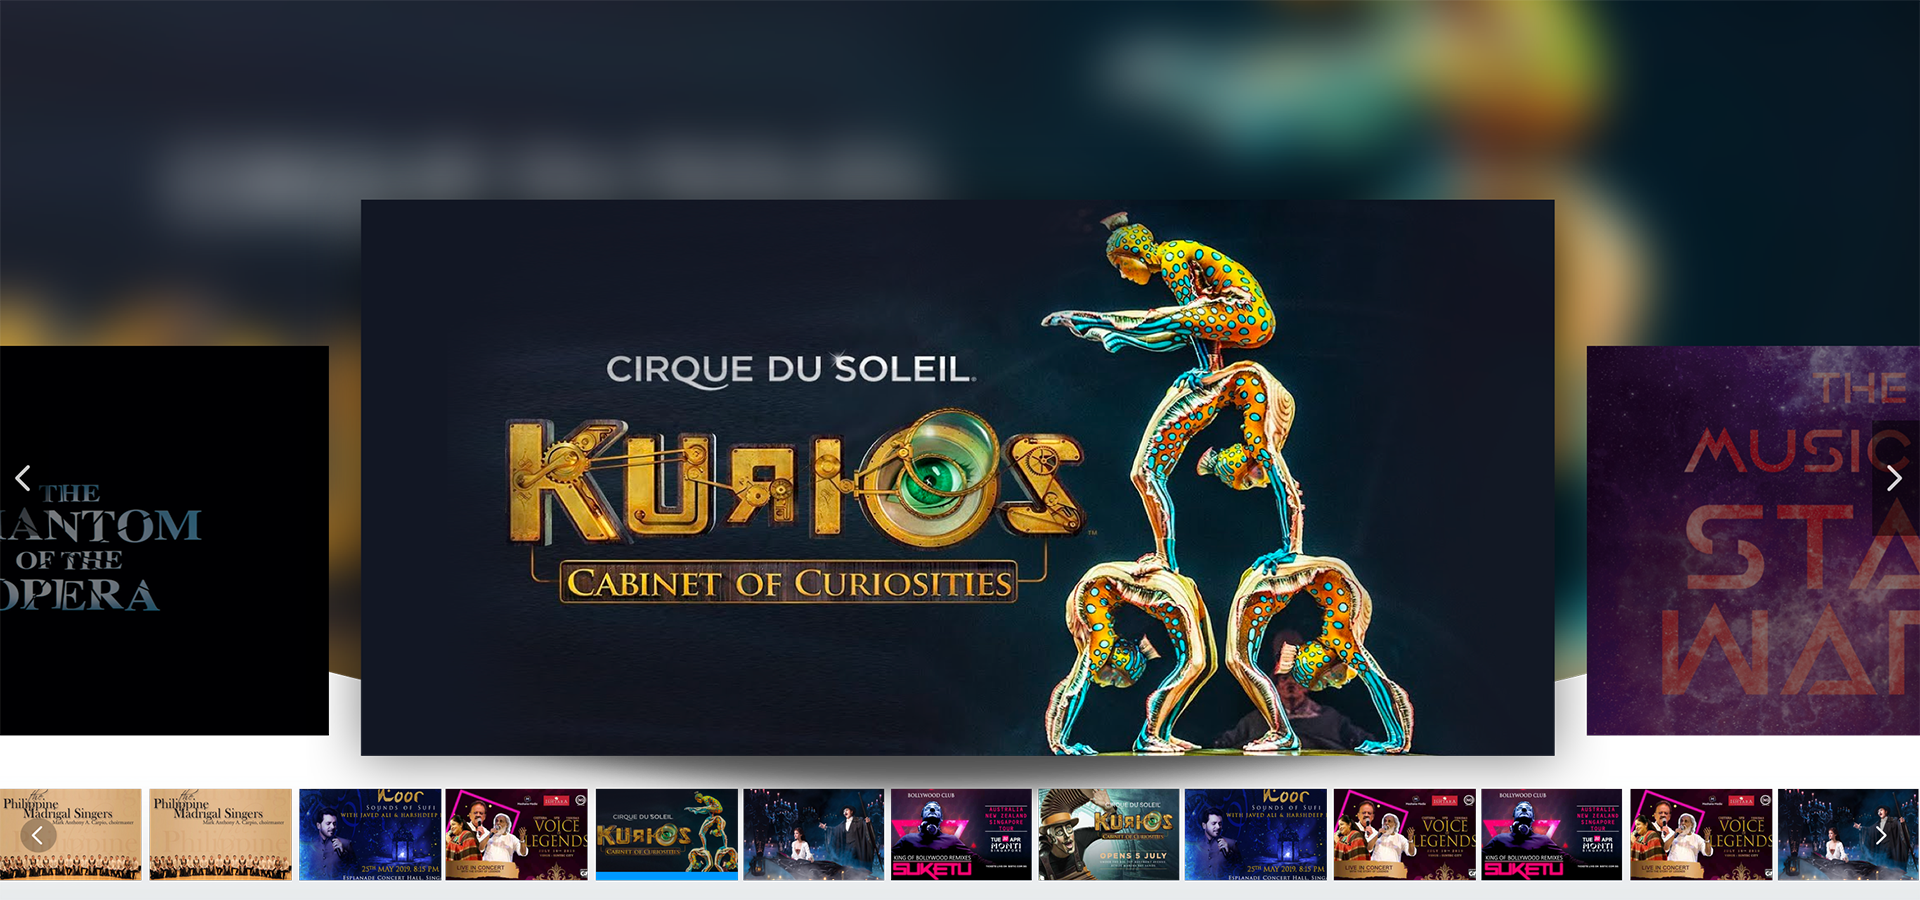 CIRQUE DU SOLEIL
KURIOS
CABINET OF CURIOSITIES
THE
HANTOM
OF THE
OPERA
THE
MUSIC
STA
WAR
the
Philippine
Madrigal Singers
Mark Anthony A. Carpio, choirmaster
the
Philippine
Madrigal Singers
Mark Anthony A. Carpio, choirmaster
Noor
SOUNDS OF SUFI
WITH JAVED ALI & HARSHDEEP
25TH MAY 2019, 8:15 PM
ESPLANADE CONCERT HALL, SING
VOICE
LEGENDS
LIVE IN CONCERT
CIRQUE DU SOLEIL
KURIOS
CABINET OF CURIOSITIES
BOLLYWOOD CLUB
AUSTRALIA
NEW ZEALAND
SINGAPORE
TOUR
TUE APR
MONTI
SINGAPORE
KING OF BOLLYWOOD REMIXES
SUKETU
CIRQUE DU SOLEIL
KURIOS
CABINET OF CURIOSITIES
OPENS 5 JULY
Noor
SOUNDS OF SUFI
WITH JAVED ALI & HARSHDEEP
25TH MAY 2019, 8:15 PM
ESPLANADE CONCERT HALL, SING
VOICE
LEGENDS
LIVE IN CONCERT
BOLLYWOOD CLUB
AUSTRALIA
NEW ZEALAND
SINGAPORE
TOUR
TUE APR
MONTI
SINGAPORE
KING OF BOLLYWOOD REMIXES
SUKETU
VOICE
LEGENDS
LIVE IN CONCERT